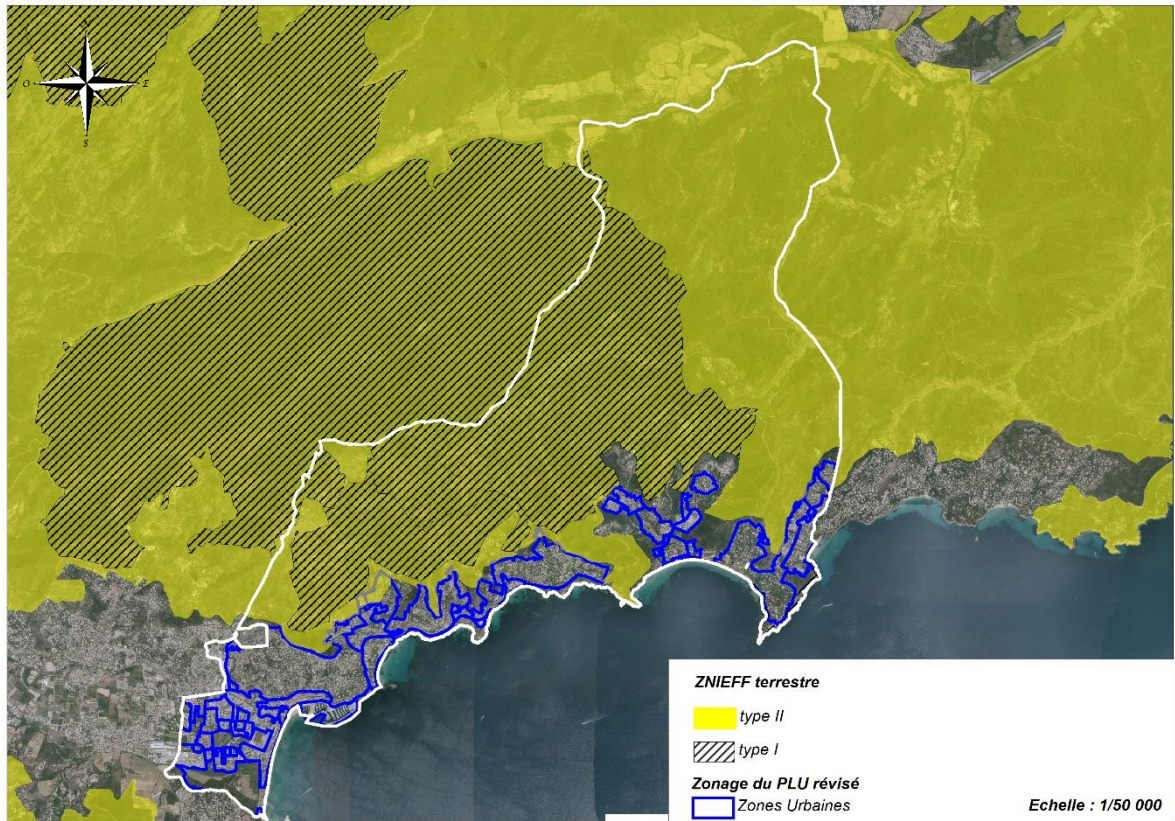 N
O
E
S
ZNIEFF terrestre
type II
type I
Zonage du PLU révisé
Zones Urbaines
Echelle : 1/50 000